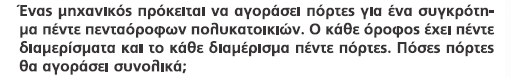 Ένας μηχανικός πρόκειται να αγοράσει πόρτες για ένα συγκρότη-
μα πέντε πενταόροφων πολυκατοικιών. Ο κάθε όροφος έχει πέντε
διαμερίσματα και το κάθε διαμέρισμα πέντε πόρτες. Πόσες πόρτες
θα αγοράσει συνολικά;